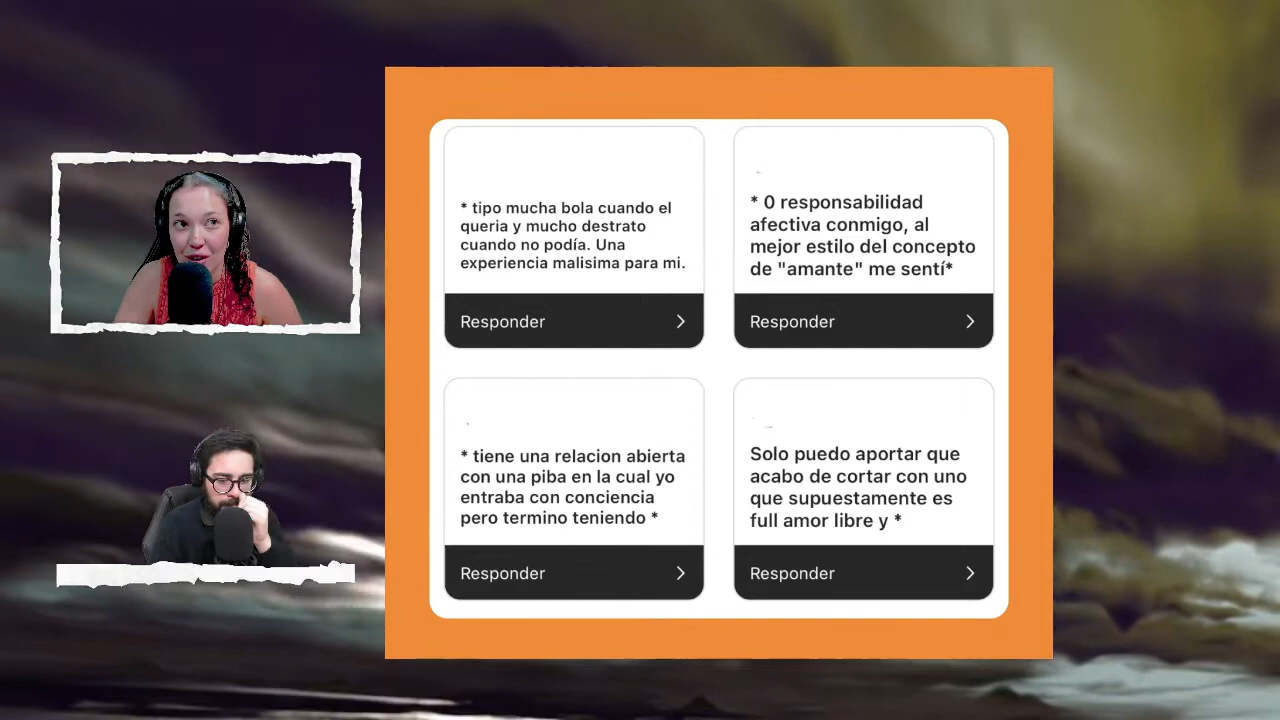 * tipo mucha bola cuando el
queria y mucho destrato
cuando no podía. Una
experiencia malisima para mi.
Responder
* 0 responsabilidad
afectiva conmigo, al
mejor estilo del concepto
de "amante" me sentí*
Responder
* tiene una relacion abierta
con una piba en la cual yo
entraba con conciencia
pero termino teniendo *
Responder
Solo puedo aportar que
acabo de cortar con uno
que supuestamente es
full amor libre y *
Responder